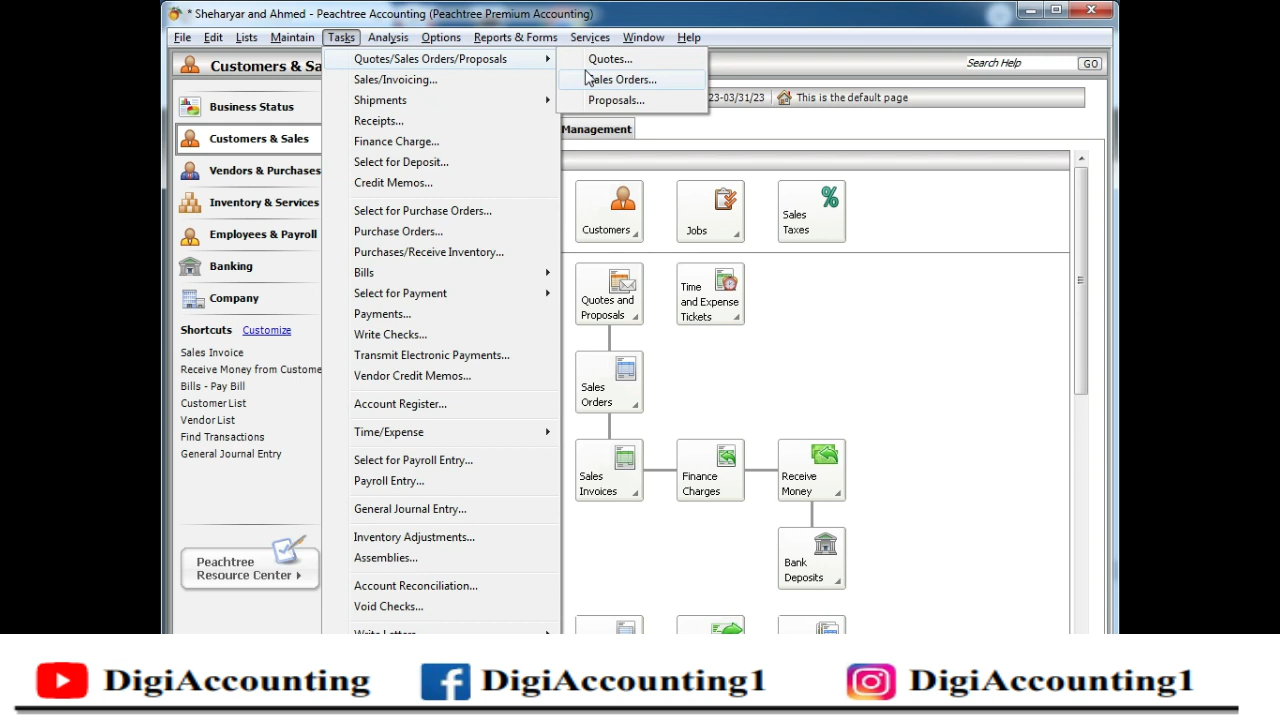 * Sheharyar and Ahmed - Peachtree Accounting (Peachtree Premium Accounting)
File Edit Lists Maintain Tasks Analysis Options Reports & Forms Services Window Help
Customers & Sa
Search Help GO
23-03/31/23 This is the default page
Management
Business Status
Customers & Sales
Vendors & Purchases
Inventory & Services
Employees & Payroll
Banking
Company
Shortcuts Customize
Sales Invoice
Receive Money from Custome
Bills - Pay Bill
Customer List
Vendor List
Find Transactions
General Journal Entry
Peachtree
Resource Center
Quotes/Sales Orders/Proposals
Sales/Invoicing...
Shipments
Receipts...
Finance Charge...
Select for Deposit...
Credit Memos...
Select for Purchase Orders...
Purchase Orders...
Purchases/Receive Inventory...
Bills
Select for Payment
Payments...
Write Checks...
Transmit Electronic Payments...
Vendor Credit Memos...
Account Register...
Time/Expense
Select for Payroll Entry...
Payroll Entry...
General Journal Entry...
Inventory Adjustments...
Assemblies...
Account Reconciliation...
Void Checks...
Write Letters
Quotes...
Sales Orders...
Proposals...
Customers
Jobs
Sales
Taxes
Quotes and
Proposals
Time
and Expense
Tickets
Sales
Orders
Sales
Invoices
Finance
Charges
Receive
Money
Bank
Deposits
DigiAccounting DigiAccounting1 DigiAccounting1